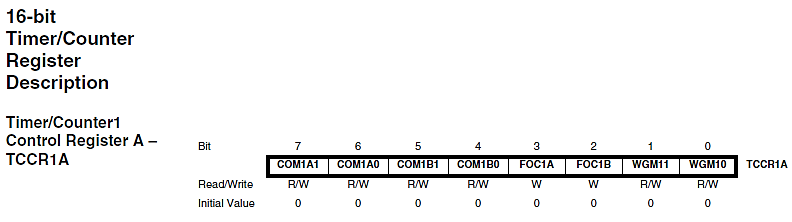 16-bit
Timer/Counter
Register
Description
Timer/Counter1
Control Register A –
TCCR1A
Bit 7 6 5 4 3 2 1 0
COM1A1 COM1A0 COM1B1 COM1B0 FOC1A FOC1B WGM11 WGM10 TCCR1A
Read/Write R/W R/W R/W R/W W W R/W R/W
Initial Value 0 0 0 0 0 0 0 0